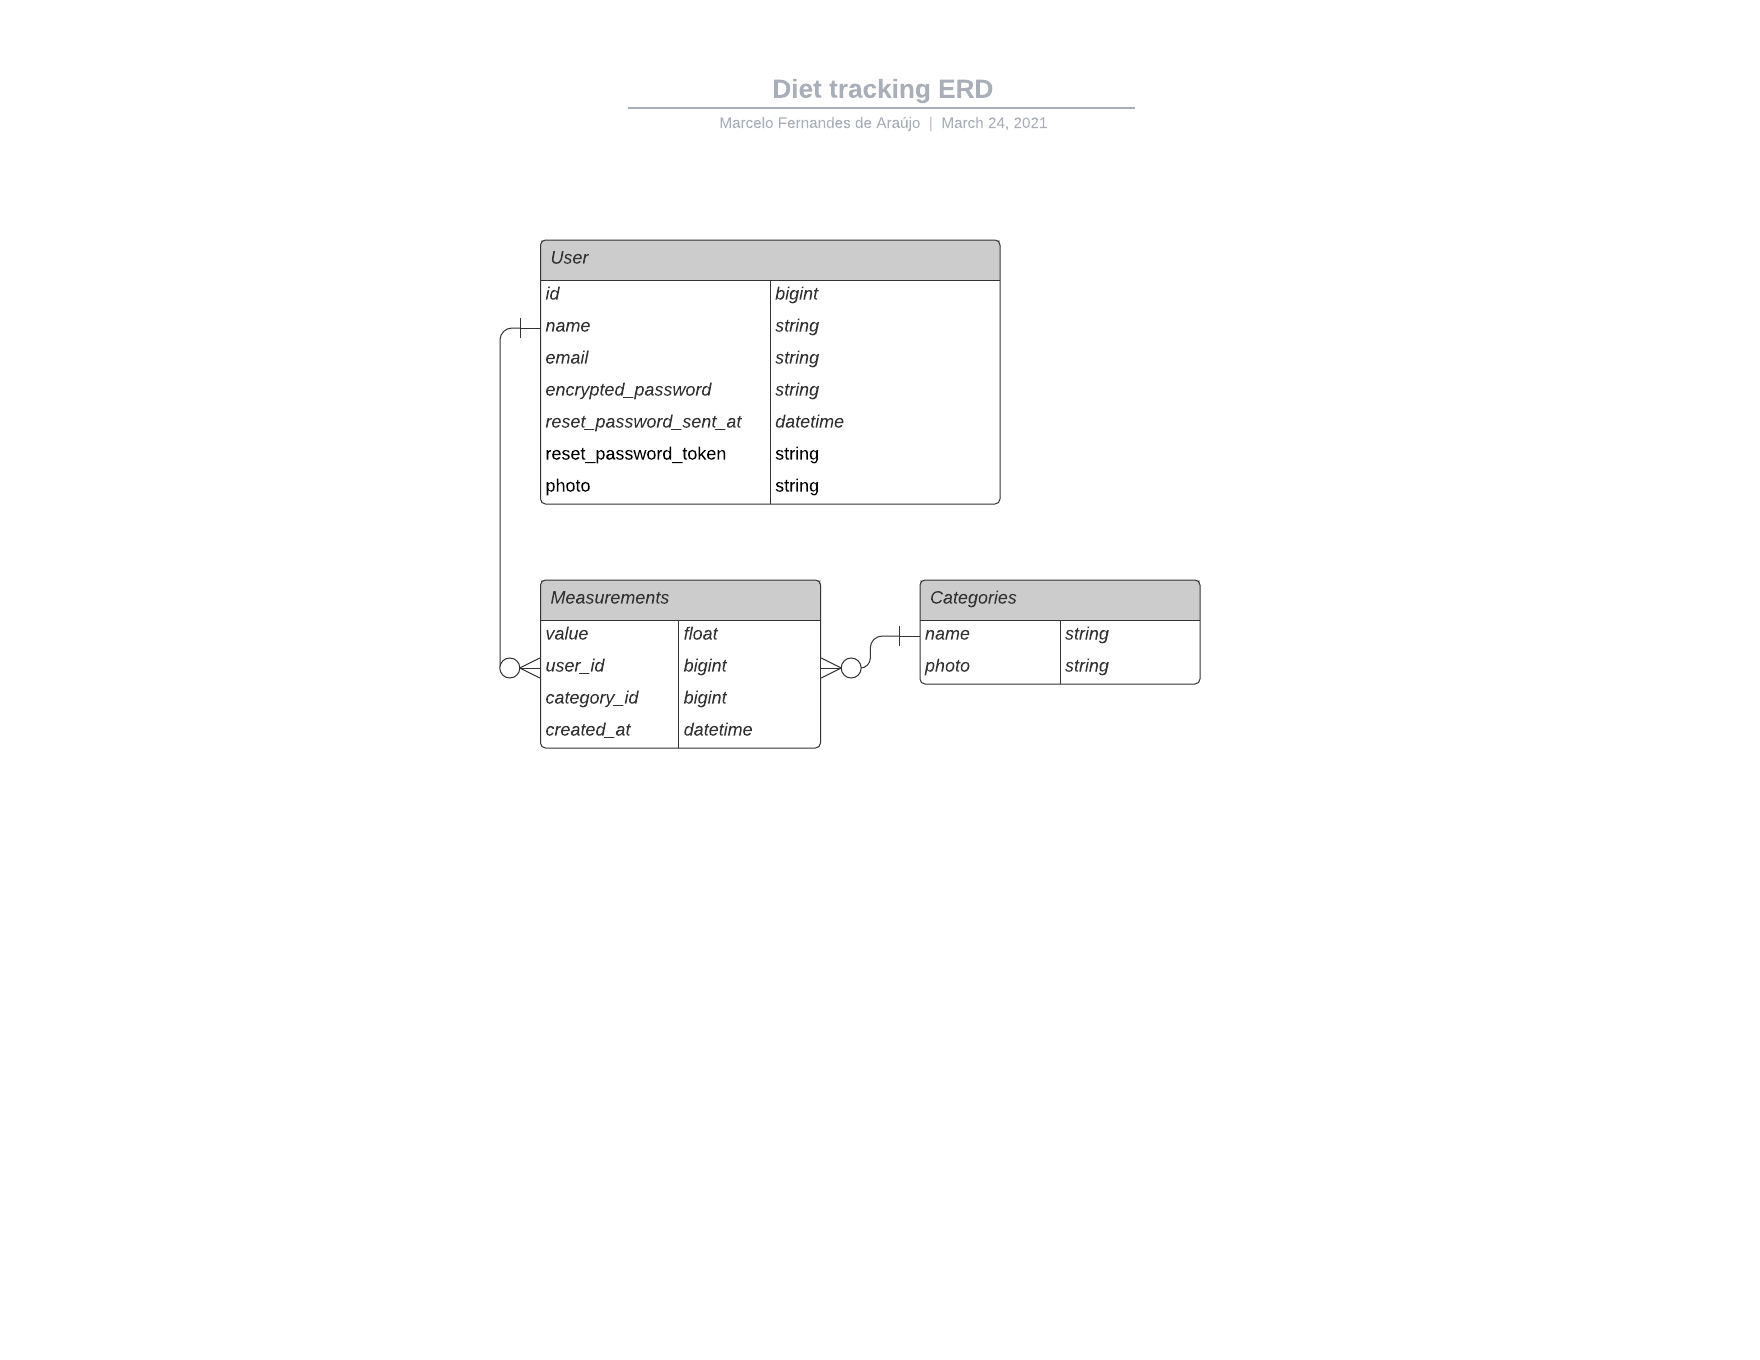 Diet tracking ERD
Marcelo Fernandes de Araújo | March 24, 2021
User
id bigint
name string
email string
encrypted_password string
reset_password_sent_at datetime
reset_password_token string
photo string
Measurements
value float
user_id bigint
category_id bigint
created_at datetime
Categories
name string
photo string